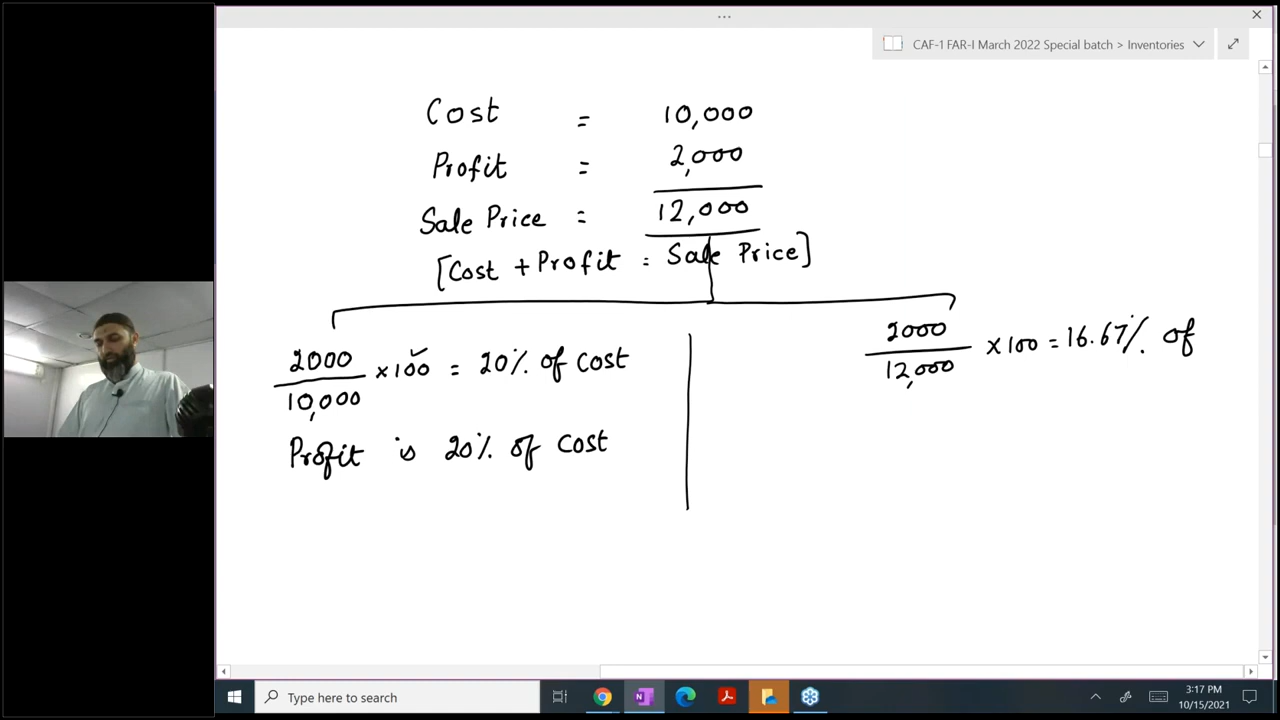 CAF-1 FAR-I March 2022 Special batch > Inventories
Cost = 10,000
Profit = 2,000
Sale Price = 12,000
[Cost + Profit = Sale Price]
2000
10,000
×100 = 20% of cost
Profit is 20% of cost
2000
12,000
×100 = 16.67% of
Type here to search
3:17 PM
10/15/2021